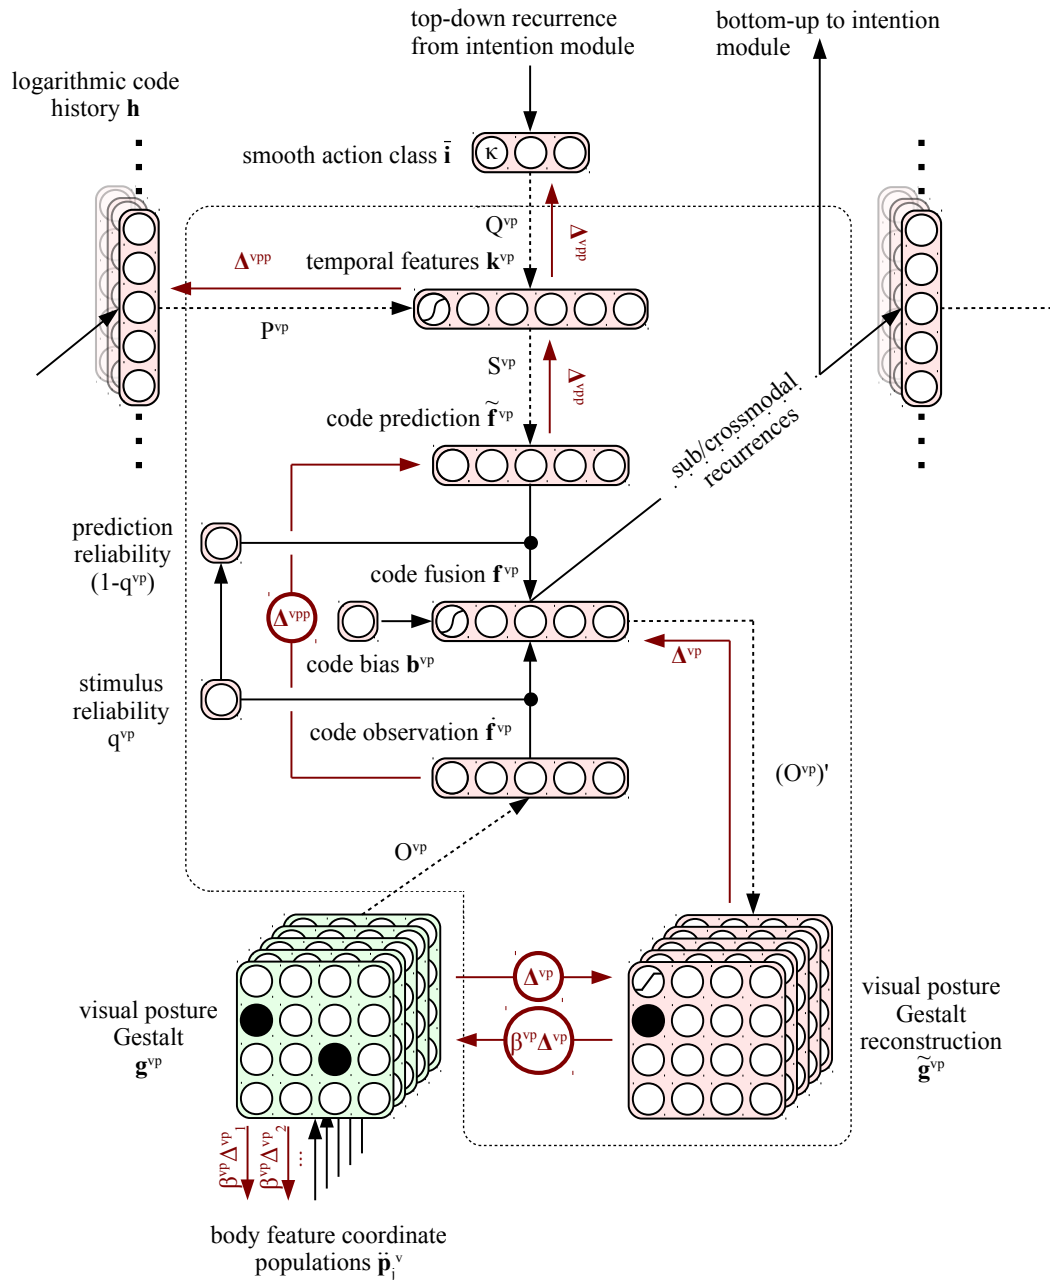 top-down recurrence
from intention module
bottom-up to intention
module
logarithmic code
history h
smooth action class i̅
κ
Q^vp
Δ^vpp
Δ^vpp
temporal features k^vp
P^vp
S^vp
Δ^vpp
code prediction f̃^vp
sub/crossmodal
recurrences
prediction
reliability
(1-q^vp)
code fusion f^vp
Δ^vpp
code bias b^vp
Δ^vp
stimulus
reliability
q^vp
code observation ḟ^vp
(O^vp)'
O^vp
visual posture
Gestalt
g^vp
Δ^vp
β^vp Δ^vp
visual posture
Gestalt
reconstruction
g̃^vp
β^vp Δ^vp_1
β^vp Δ^vp_2
...
body feature coordinate
populations p̈_i^v